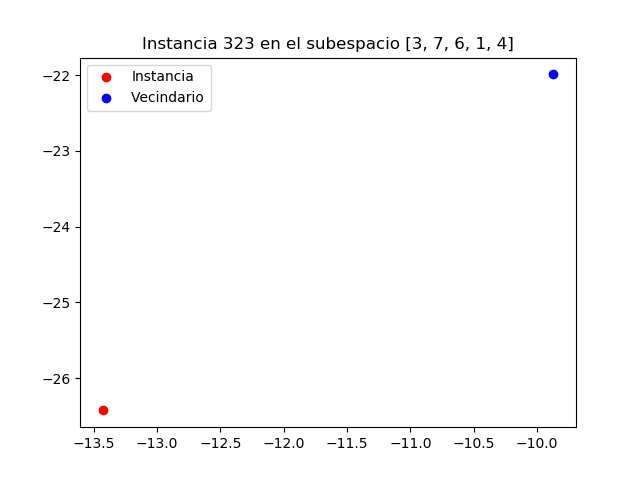 Instancia 323 en el subespacio [3, 7, 6, 1, 4]
Instancia
Vecindario
−22
−23
−24
−25
−26
−13.5 −13.0 −12.5 −12.0 −11.5 −11.0 −10.5 −10.0